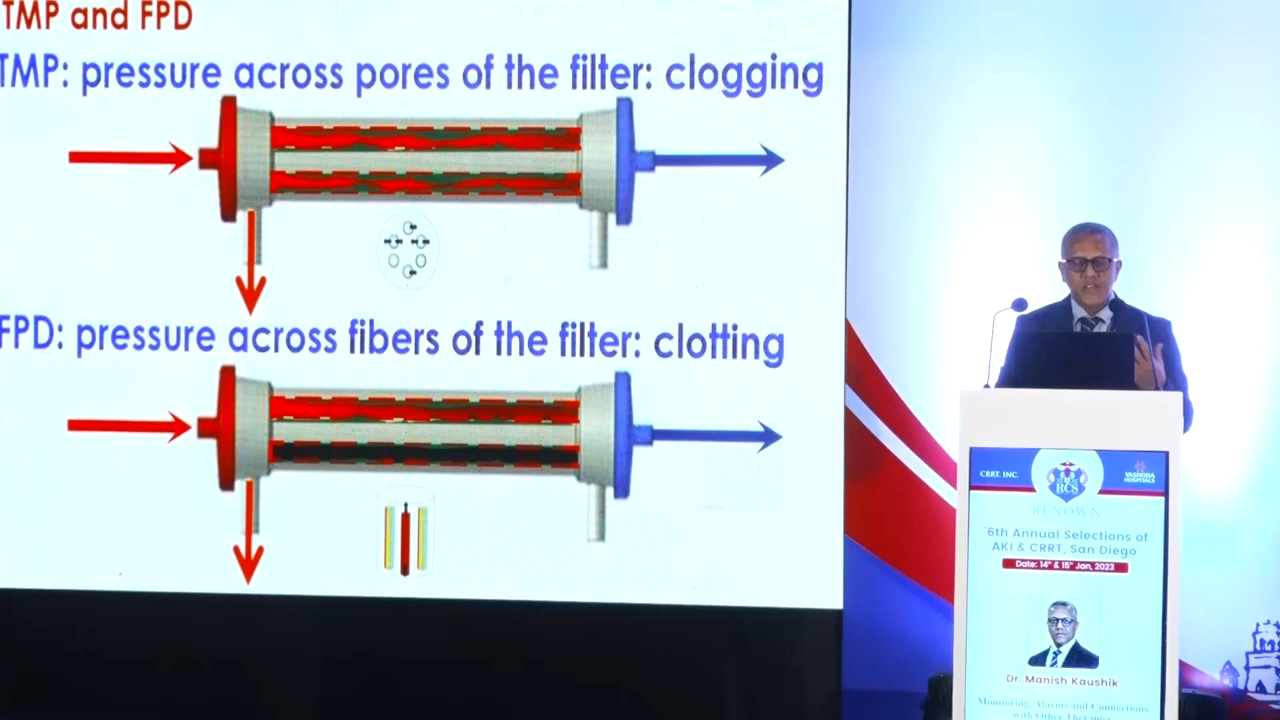 TMP and FPD
TMP: pressure across pores of the filter: clogging
FPD: pressure across fibers of the filter: clotting
CRRT, INC.
RCS
YASHODA
HOSPITALS
RENOWN
"6th Annual Selections of
AKI & CRRT, San Diego"
Date: 14th & 15th Jan, 2023
Dr. Manish Kaushik
Monitoring, Alarms and Connections
with Other Therapies